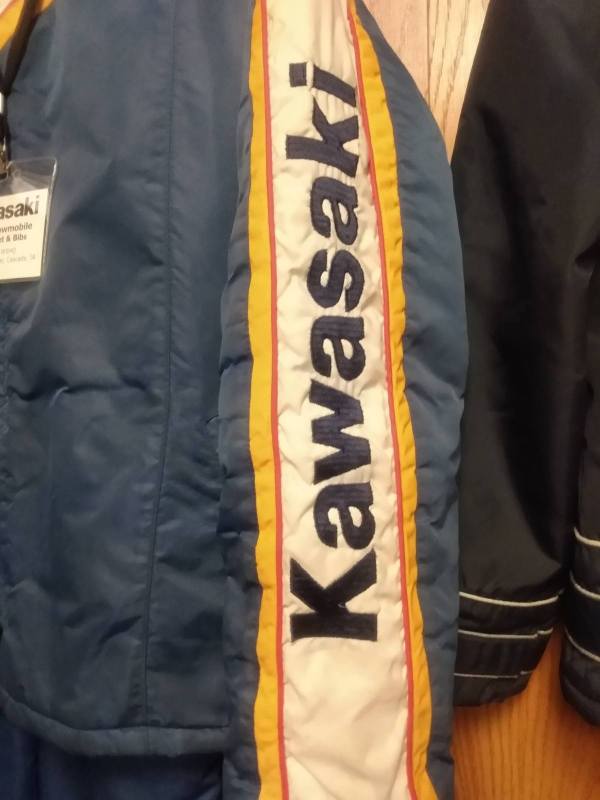 Kawasaki
asaki
owmobile
t & Bibs